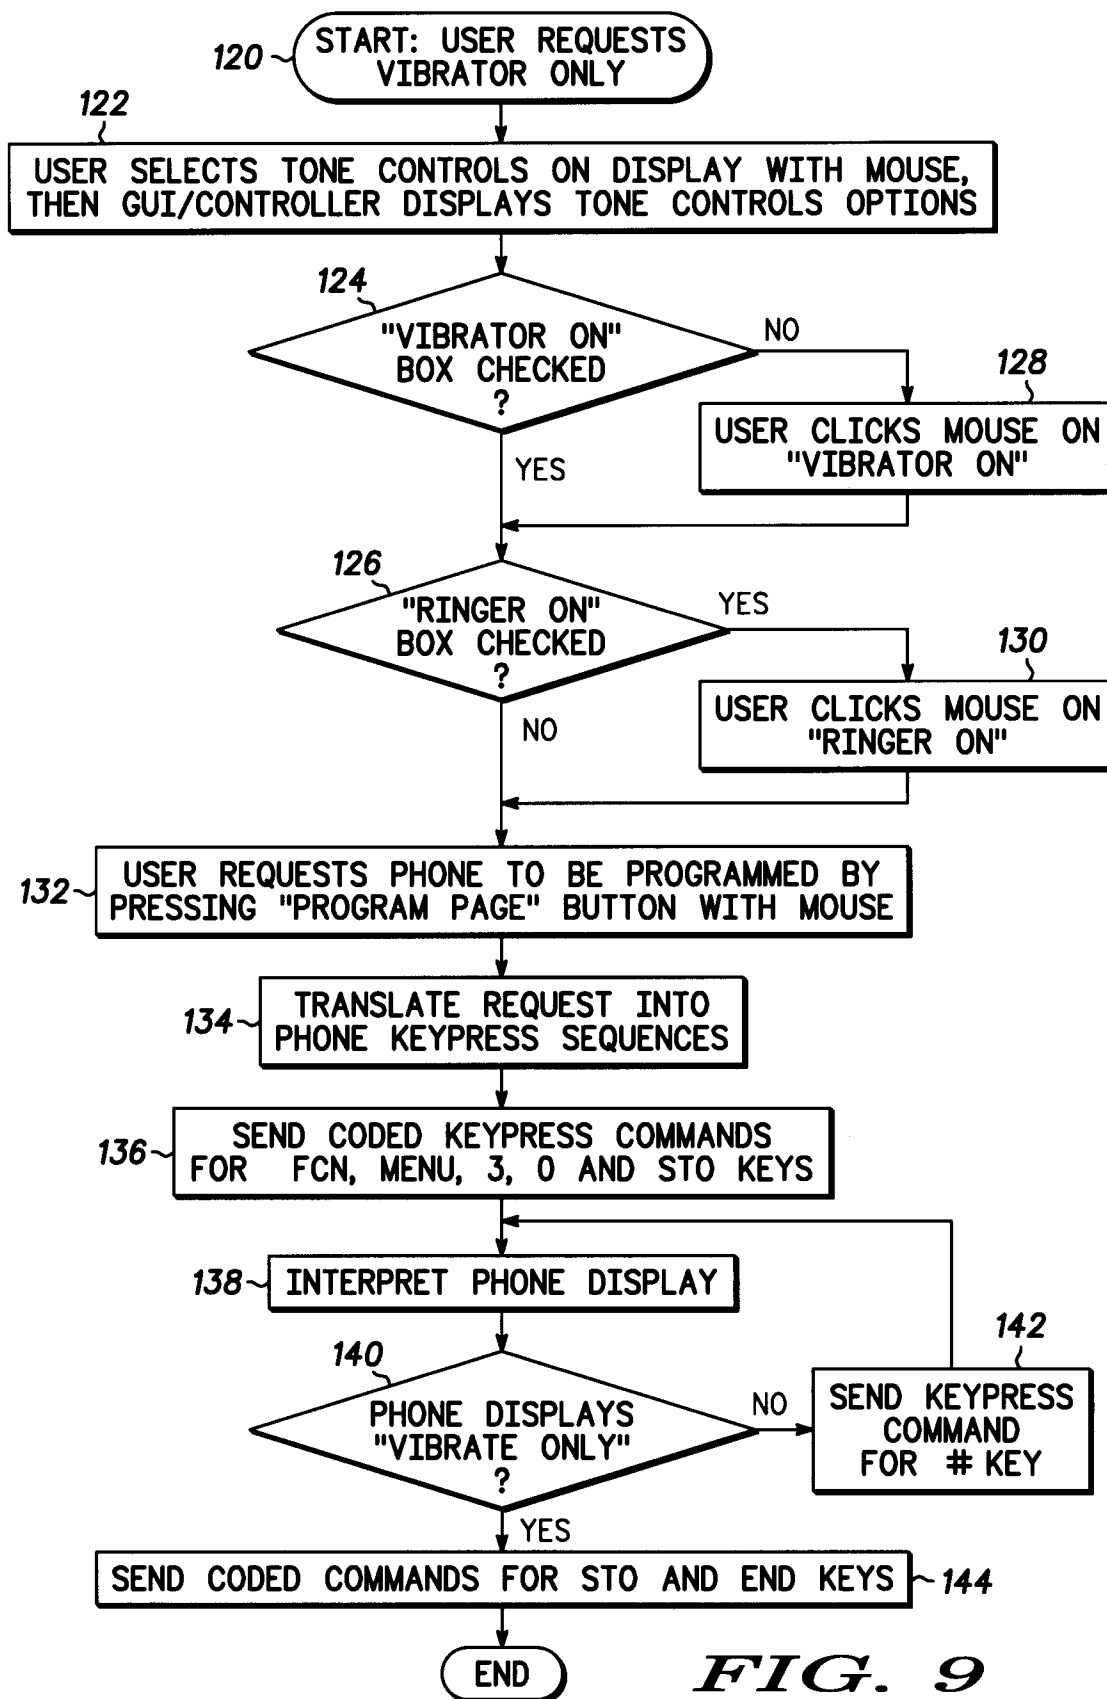 120
START: USER REQUESTS
VIBRATOR ONLY
122
USER SELECTS TONE CONTROLS ON DISPLAY WITH MOUSE,
THEN GUI/CONTROLLER DISPLAYS TONE CONTROLS OPTIONS
124
"VIBRATOR ON"
BOX CHECKED
?
NO
YES
128
USER CLICKS MOUSE ON
"VIBRATOR ON"
126
"RINGER ON"
BOX CHECKED
?
YES
NO
130
USER CLICKS MOUSE ON
"RINGER ON"
132
USER REQUESTS PHONE TO BE PROGRAMMED BY
PRESSING "PROGRAM PAGE" BUTTON WITH MOUSE
134
TRANSLATE REQUEST INTO
PHONE KEYPRESS SEQUENCES
136
SEND CODED KEYPRESS COMMANDS
FOR FCN, MENU, 3, 0 AND STO KEYS
138
INTERPRET PHONE DISPLAY
140
PHONE DISPLAYS
"VIBRATE ONLY"
?
NO
YES
142
SEND KEYPRESS
COMMAND
FOR # KEY
SEND CODED COMMANDS FOR STO AND END KEYS
144
END
FIG. 9